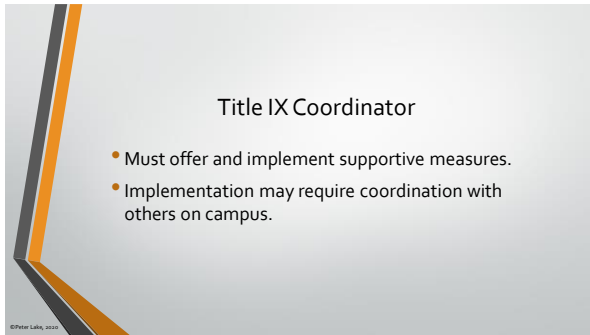 Title IX Coordinator
• Must offer and implement supportive measures.
• Implementation may require coordination with
others on campus.
©Peter Lake, 2020